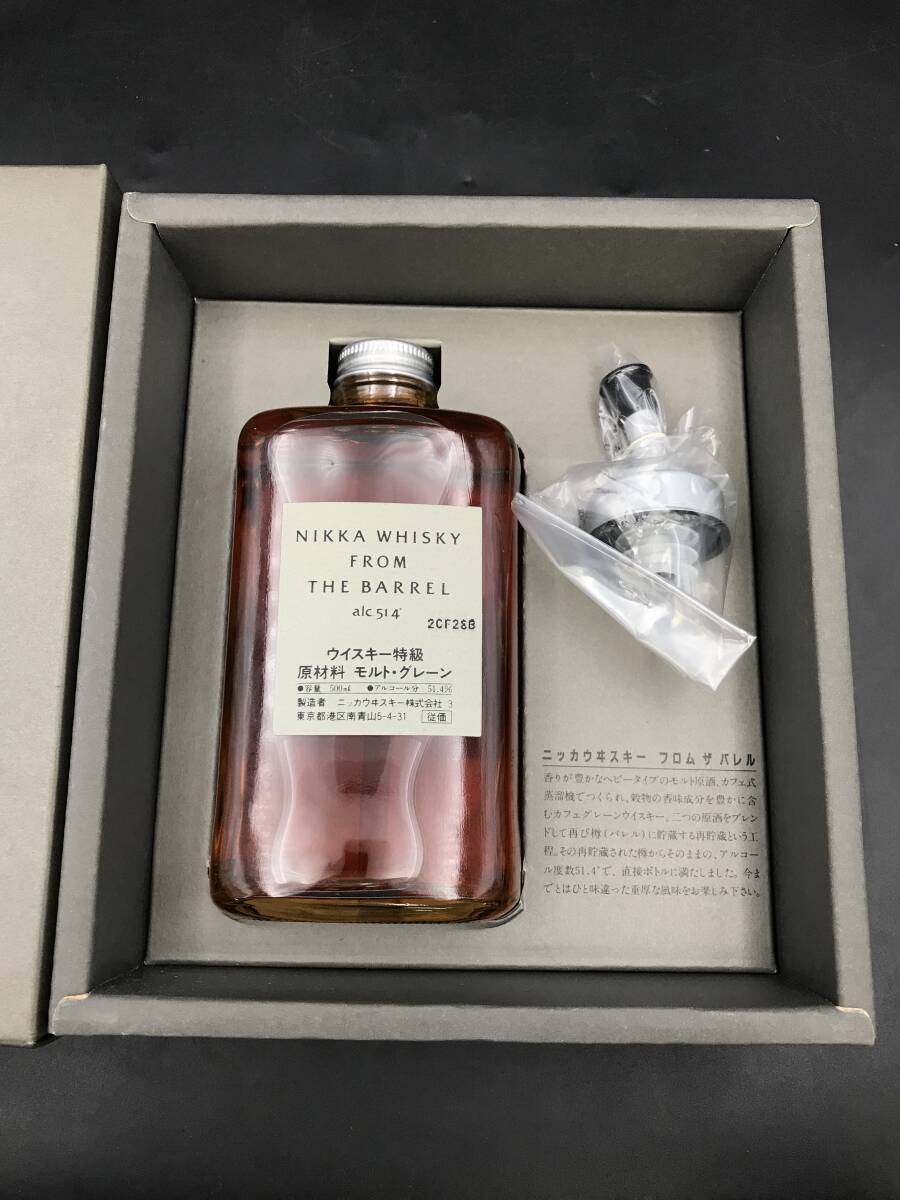 NIKKA WHISKY
FROM
THE BARREL
alc 51.4°
2CF28B
ウイスキー特級
原材料 モルト・グレーン
●容量 500㎖ ●アルコール分 51.4%
製造者 ニッカウヰスキー株式会社 3
東京都港区南青山5-4-31 従価
ニッカウヰスキー フロム ザ バレル
香りが豊かなヘビータイプのモルト原酒、カフェ式
蒸溜機でつくられ、穀物の香味成分を豊かに含
むカフェグレーンウイスキー。二つの原酒をブレン
ドして再び樽(バレル)に貯蔵する再貯蔵という工
程。その再貯蔵された樽からそのままの、アルコー
ル度数51.4°で、直接ボトルに満たしました。今ま
でとはひと味違った重厚な風味をお楽しみ下さい。